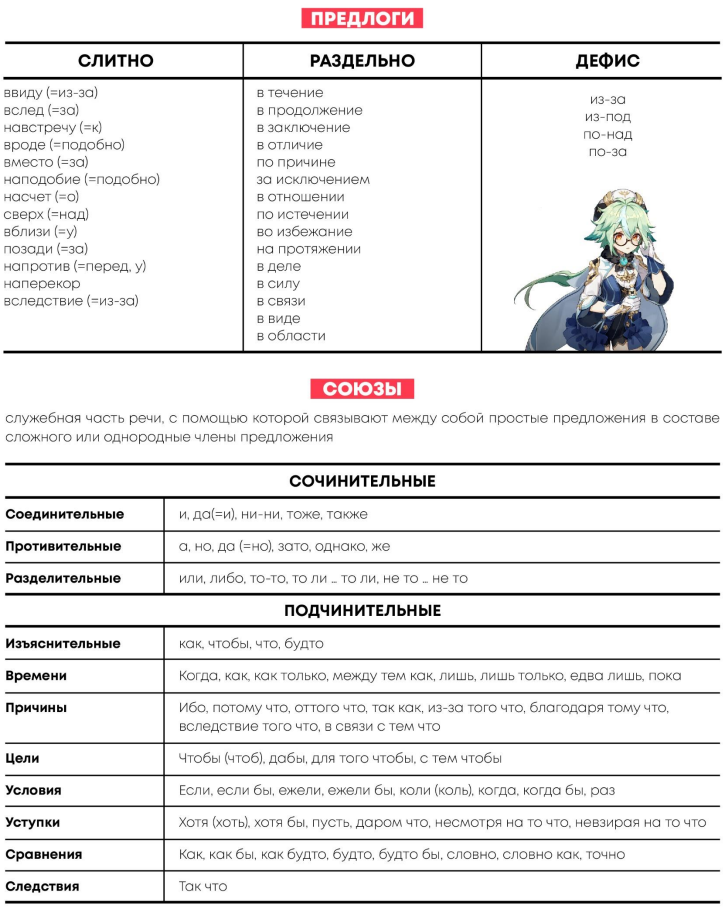 ПРЕДЛОГИ
СЛИТНО
РАЗДЕЛЬНО
ДЕФИС
ввиду (=из-за)
вслед (=за)
навстречу (=к)
вроде (=подобно)
вместо (=за)
наподобие (=подобно)
насчет (=о)
сверх (=над)
вблизи (=у)
позади (=за)
напротив (=перед, у)
наперекор
вследствие (=из-за)
в течение
в продолжение
в заключение
в отличие
по причине
за исключением
в отношении
по истечении
во избежание
на протяжении
в деле
в силу
в связи
в виде
в области
из-за
из-под
по-над
по-за
СОЮЗЫ
служебная часть речи, с помощью которой связывают между собой простые предложения в составе
сложного или однородные члены предложения
СОЧИНИТЕЛЬНЫЕ
Соединительные
и, да(=и), ни-ни, тоже, также
Противительные
а, но, да (=но), зато, однако, же
Разделительные
или, либо, то-то, то ли … то ли, не то … не то
ПОДЧИНИТЕЛЬНЫЕ
Изъяснительные
как, чтобы, что, будто
Времени
Когда, как, как только, между тем как, лишь, лишь только, едва лишь, пока
Причины
Ибо, потому что, оттого что, так как, из-за того что, благодаря тому что,
вследствие того что, в связи с тем что
Цели
Чтобы (чтоб), дабы, для того чтобы, с тем чтобы
Условия
Если, если бы, ежели, ежели бы, коли (коль), когда, когда бы, раз
Уступки
Хотя (хоть), хотя бы, пусть, даром что, несмотря на то что, невзирая на то что
Сравнения
Как, как бы, как будто, будто, будто бы, словно, словно как, точно
Следствия
Так что